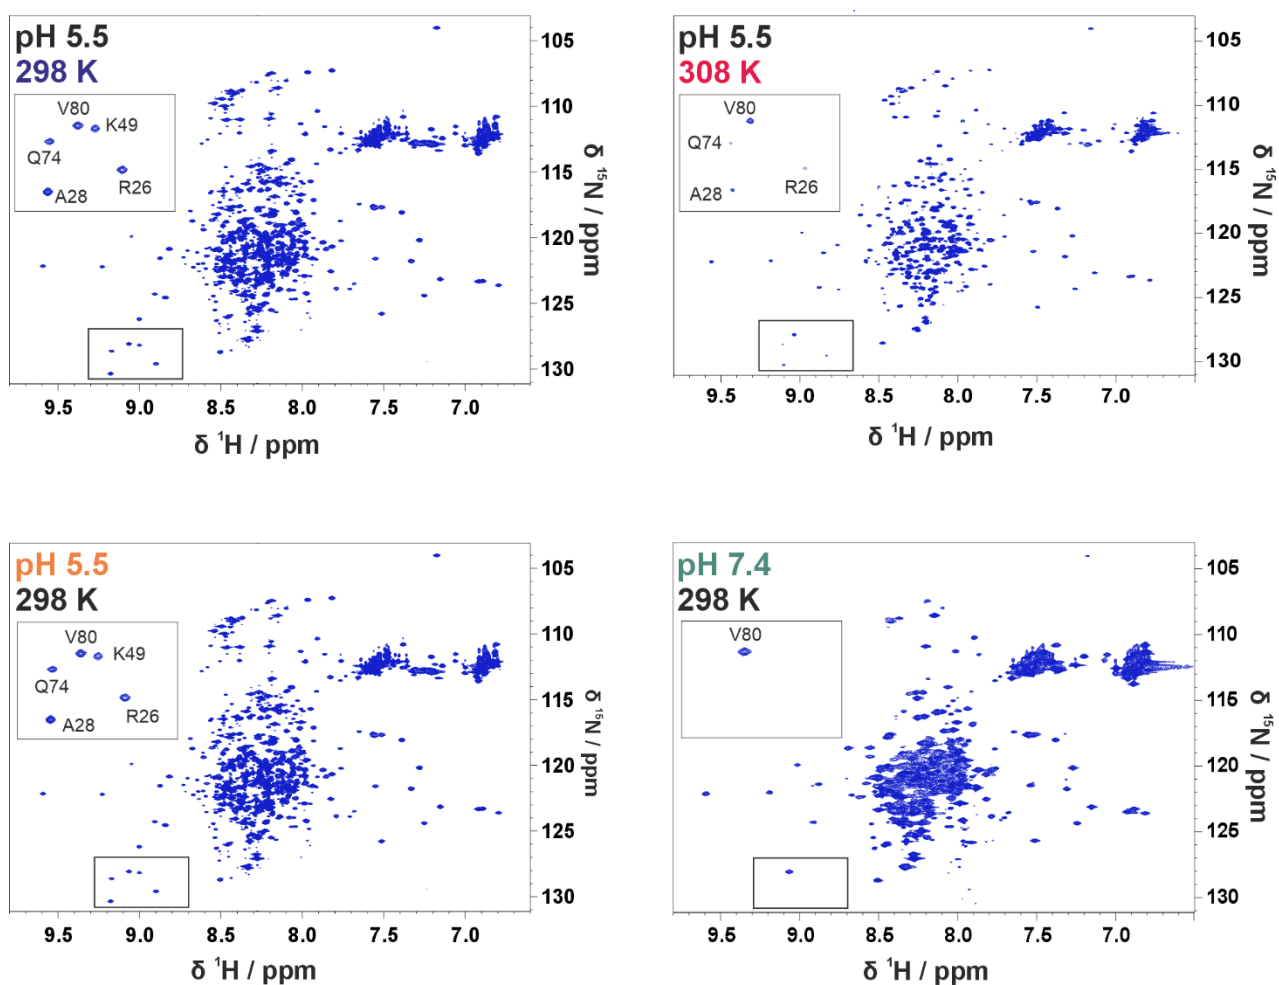 pH 5.5
298 K
V80
K49
Q74
A28
R26
105
110
115
120
125
130
δ ¹⁵N / ppm
9.5 9.0 8.5 8.0 7.5 7.0
δ ¹H / ppm
pH 5.5
308 K
V80
Q74
A28
R26
105
110
115
120
125
130
δ ¹⁵N / ppm
9.5 9.0 8.5 8.0 7.5 7.0
δ ¹H / ppm
pH 5.5
298 K
V80
K49
Q74
A28
R26
105
110
115
120
125
130
δ ¹⁵N / ppm
9.5 9.0 8.5 8.0 7.5 7.0
δ ¹H / ppm
pH 7.4
298 K
V80
105
110
115
120
125
130
δ ¹⁵N / ppm
9.5 9.0 8.5 8.0 7.5 7.0
δ ¹H / ppm